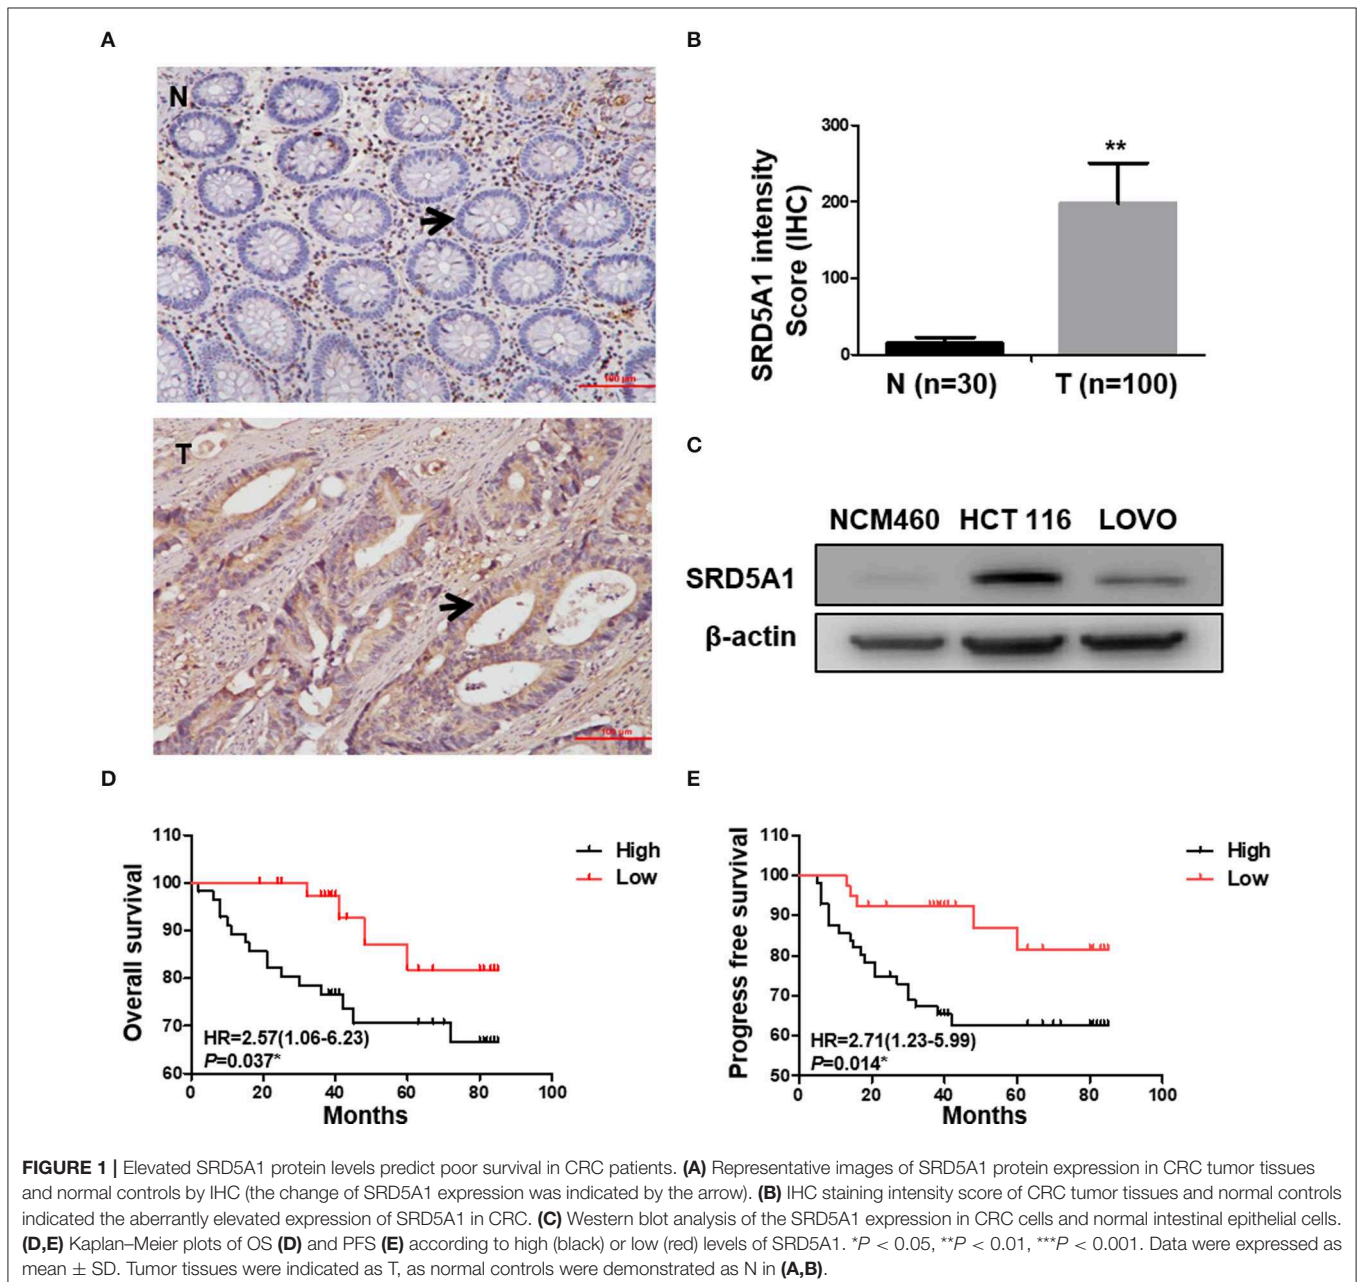 A
N
100 μm
T
100 μm
B
SRD5A1 intensity
Score (IHC)
300
200
100
0
**
N (n=30)
T (n=100)
C
NCM460 HCT 116 LOVO
SRD5A1
β-actin
D
Overall survival
110
100
90
80
70
60
0 20 40 60 80 100
Months
High
Low
HR=2.57(1.06-6.23)
P=0.037*
E
Progress free survival
110
100
90
80
70
60
50
0 20 40 60 80 100
Months
High
Low
HR=2.71(1.23-5.99)
P=0.014*
FIGURE 1 | Elevated SRD5A1 protein levels predict poor survival in CRC patients. (A) Representative images of SRD5A1 protein expression in CRC tumor tissues
and normal controls by IHC (the change of SRD5A1 expression was indicated by the arrow). (B) IHC staining intensity score of CRC tumor tissues and normal controls
indicated the aberrantly elevated expression of SRD5A1 in CRC. (C) Western blot analysis of the SRD5A1 expression in CRC cells and normal intestinal epithelial cells.
(D,E) Kaplan–Meier plots of OS (D) and PFS (E) according to high (black) or low (red) levels of SRD5A1. *P < 0.05, **P < 0.01, ***P < 0.001. Data were expressed as
mean ± SD. Tumor tissues were indicated as T, as normal controls were demonstrated as N in (A,B).